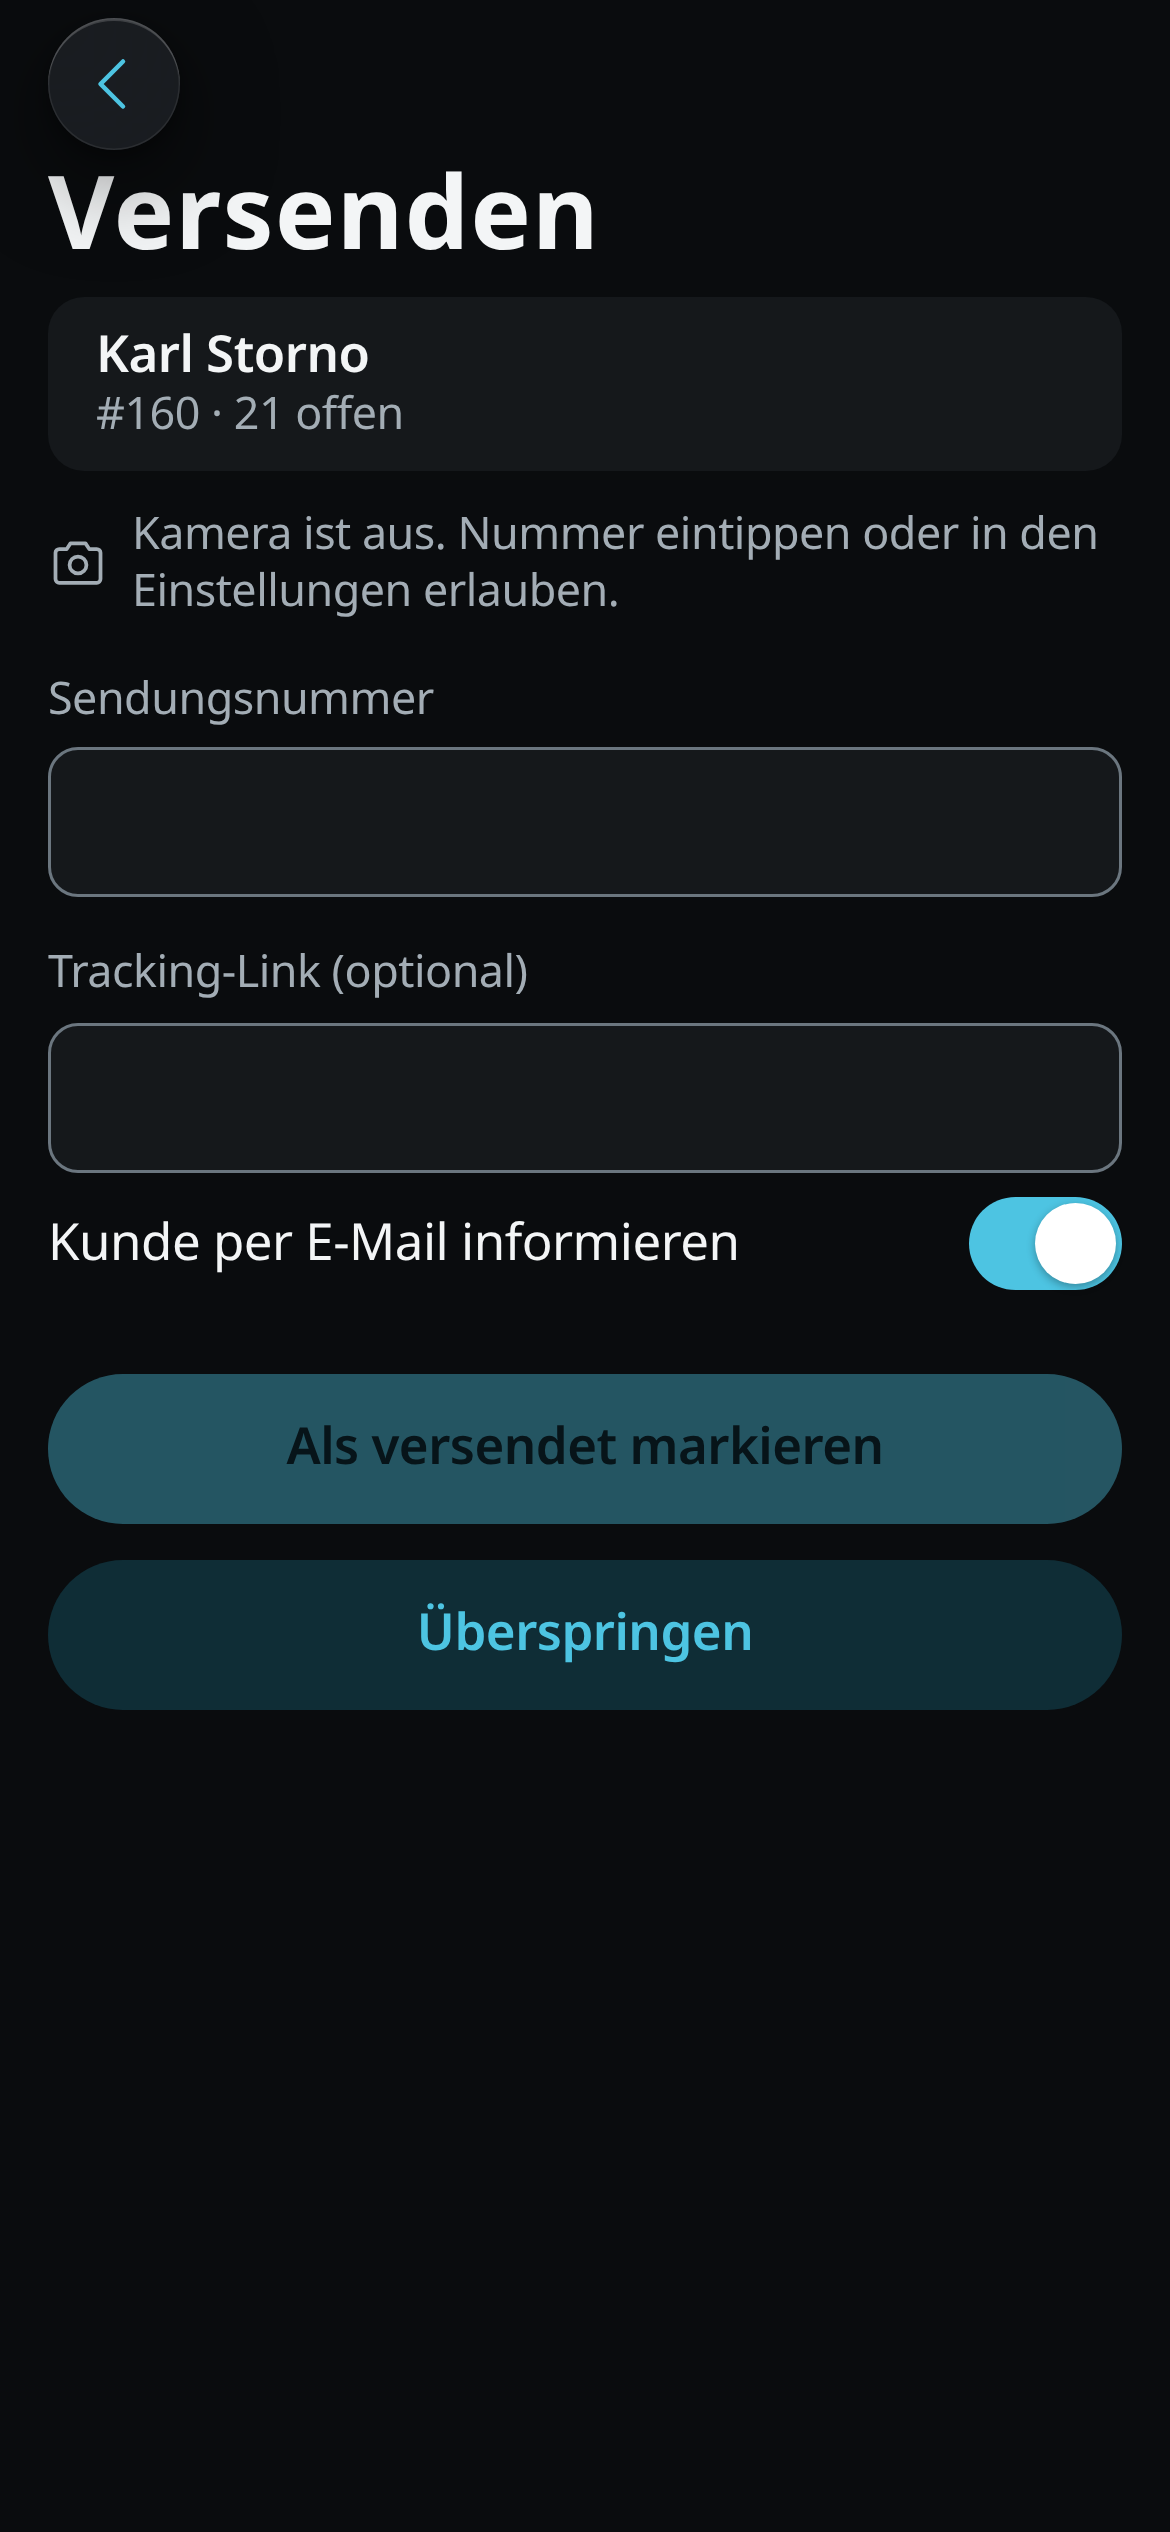 Versenden
Karl Storno
#160 · 21 offen
Kamera ist aus. Nummer eintippen oder in den
Einstellungen erlauben.
Sendungsnummer
Tracking-Link (optional)
Kunde per E-Mail informieren
Als versendet markieren
Überspringen